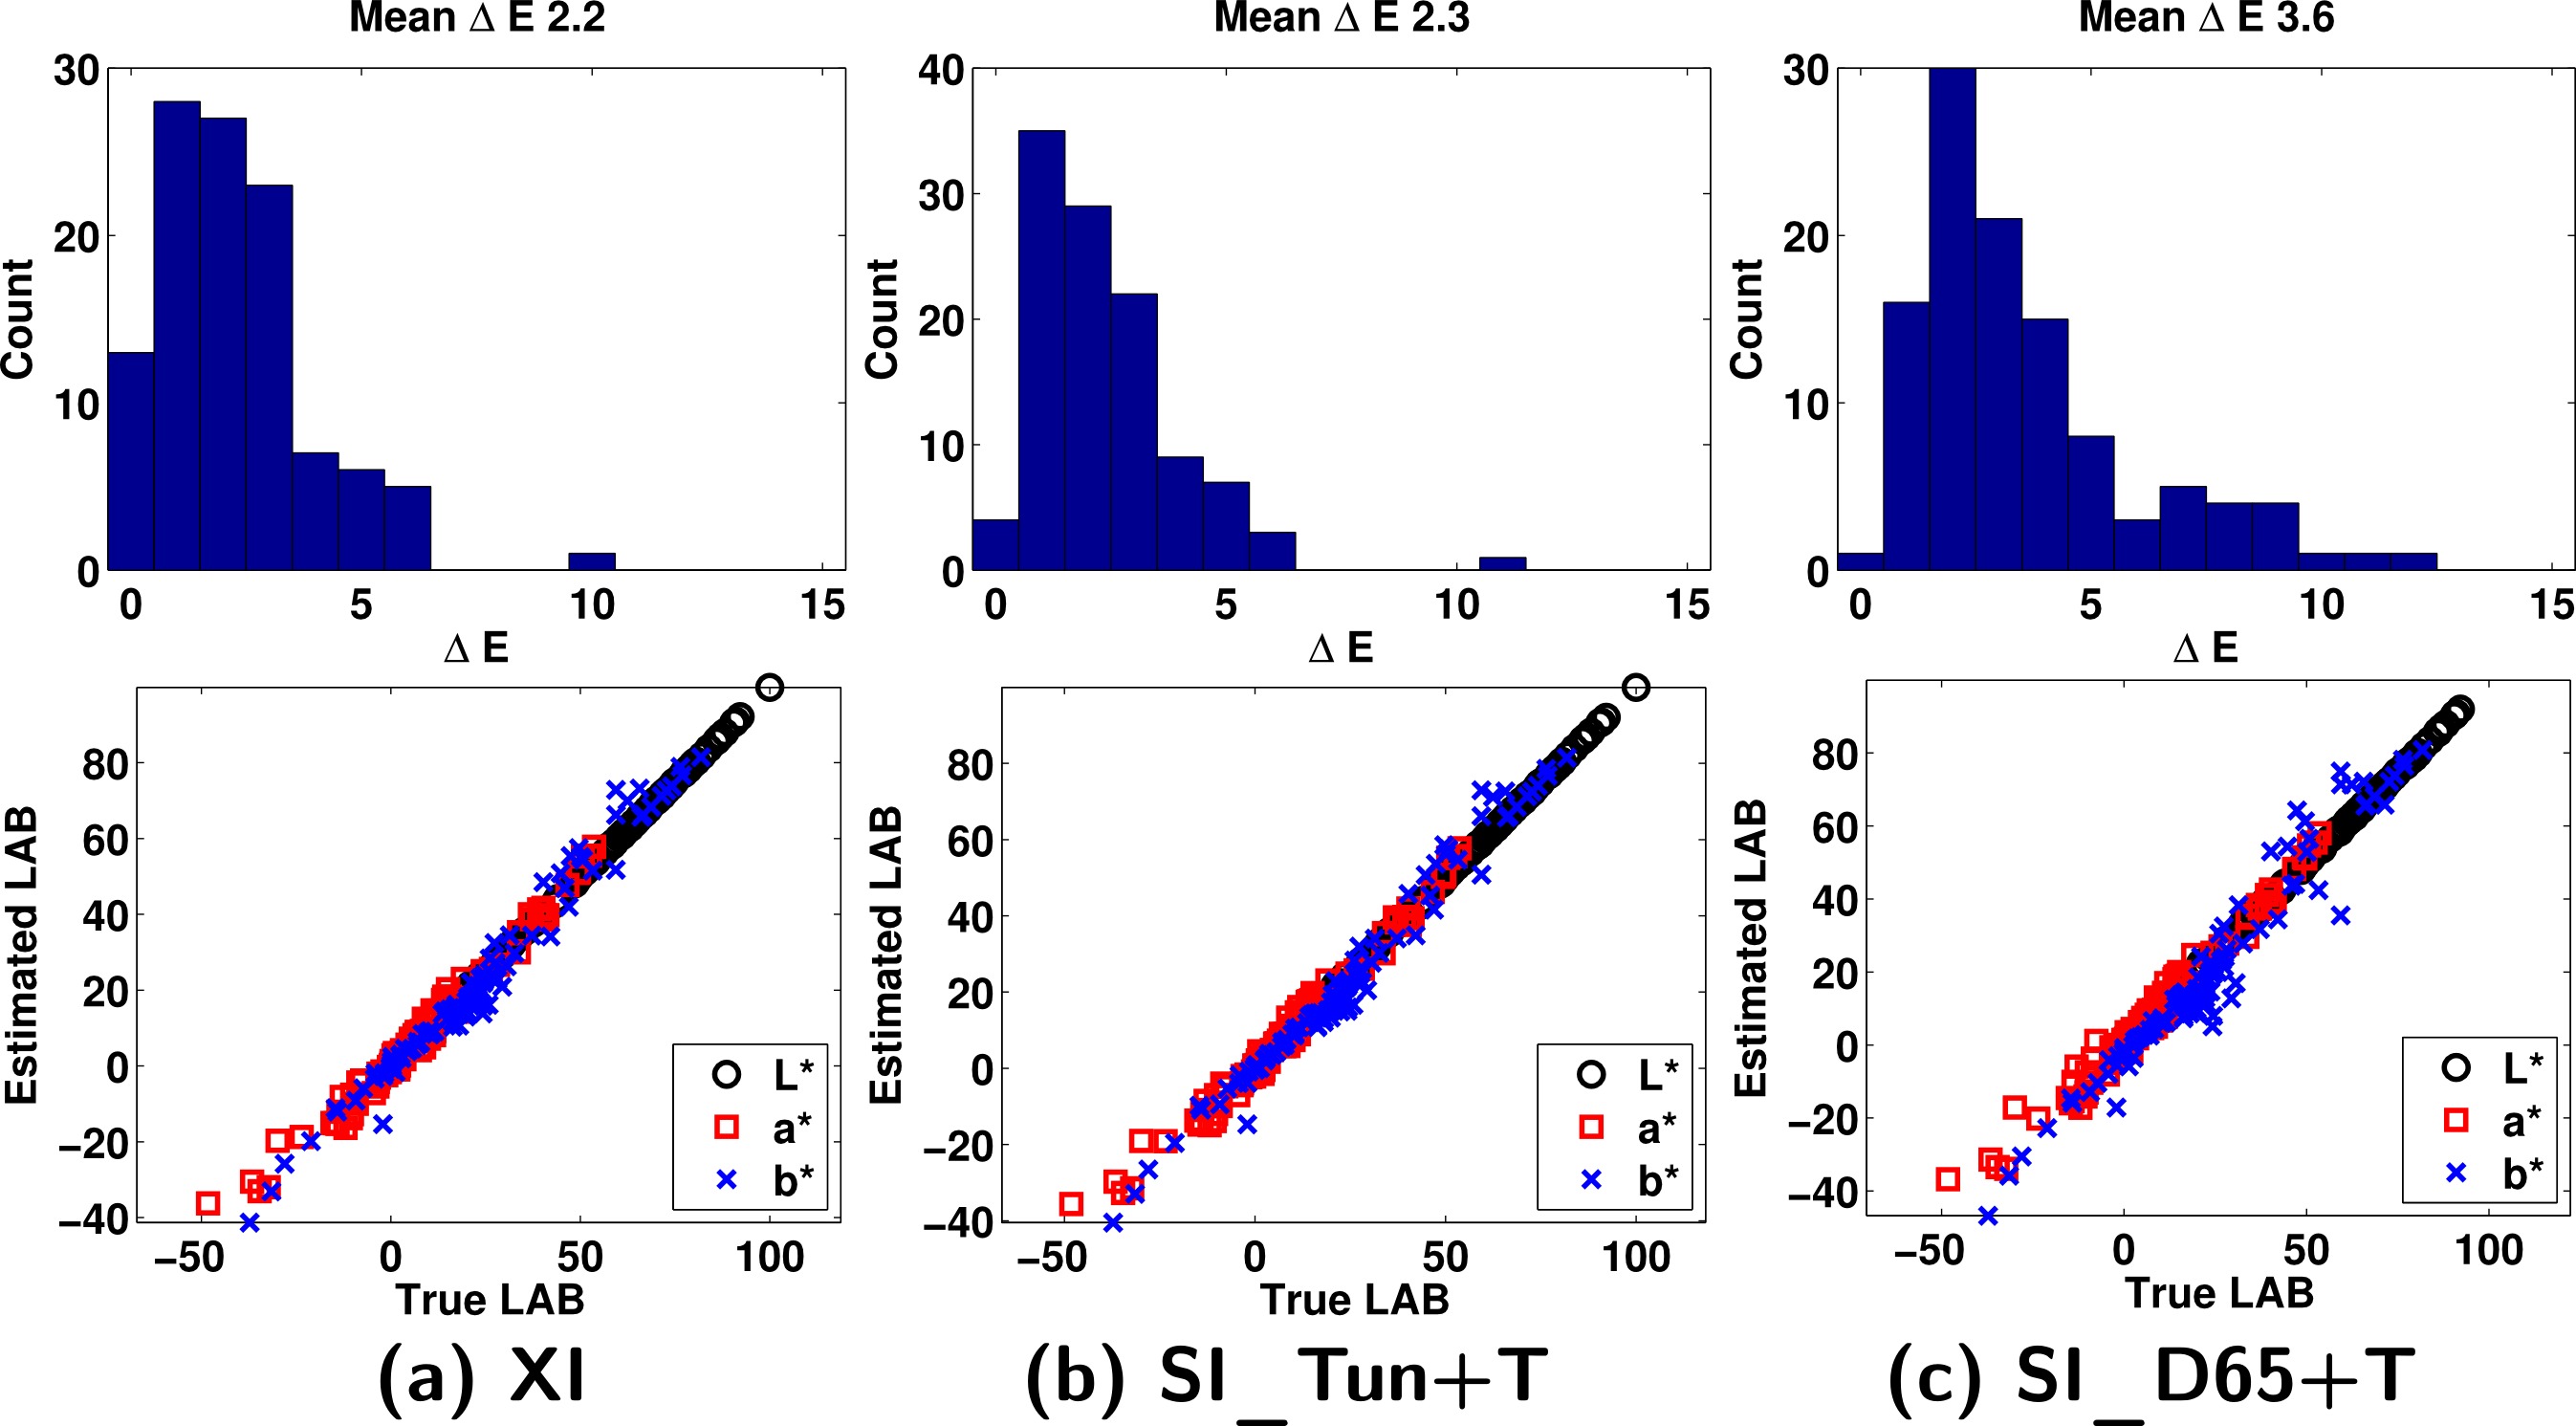 Mean Δ E 2.2
Mean Δ E 2.3
Mean Δ E 3.6
30
20
10
0
Count
0 5 10 15
Δ E
40
30
20
10
0
Count
0 5 10 15
Δ E
30
20
10
0
Count
0 5 10 15
Δ E
80
60
40
20
0
−20
−40
Estimated LAB
L*
a*
b*
−50 0 50 100
True LAB
80
60
40
20
0
−20
−40
Estimated LAB
L*
a*
b*
−50 0 50 100
True LAB
80
60
40
20
0
−20
−40
Estimated LAB
L*
a*
b*
−50 0 50 100
True LAB
(a) XI
(b) SI_Tun+T
(c) SI_D65+T